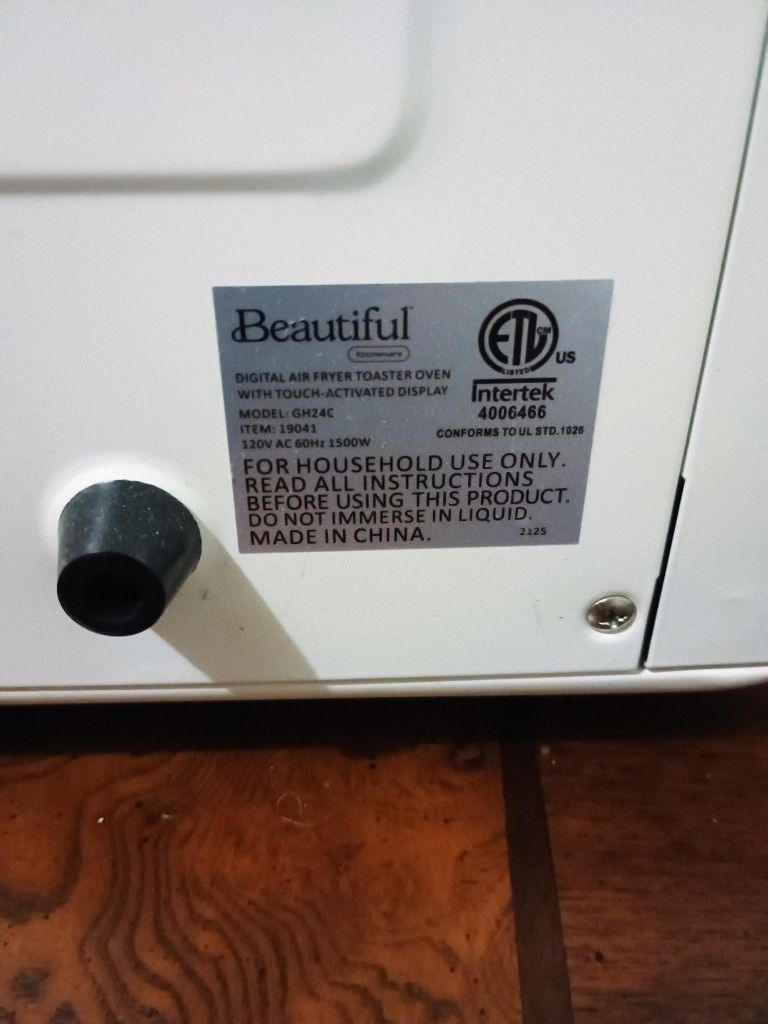 Beautiful
Kitchenware
DIGITAL AIR FRYER TOASTER OVEN
WITH TOUCH-ACTIVATED DISPLAY
MODEL: GH24C
ITEM: 19041
120V AC 60Hz 1500W
ETL CM
LISTED
US
Intertek
4006466
CONFORMS TO UL STD.1026
FOR HOUSEHOLD USE ONLY.
READ ALL INSTRUCTIONS
BEFORE USING THIS PRODUCT.
DO NOT IMMERSE IN LIQUID.
MADE IN CHINA.
2125